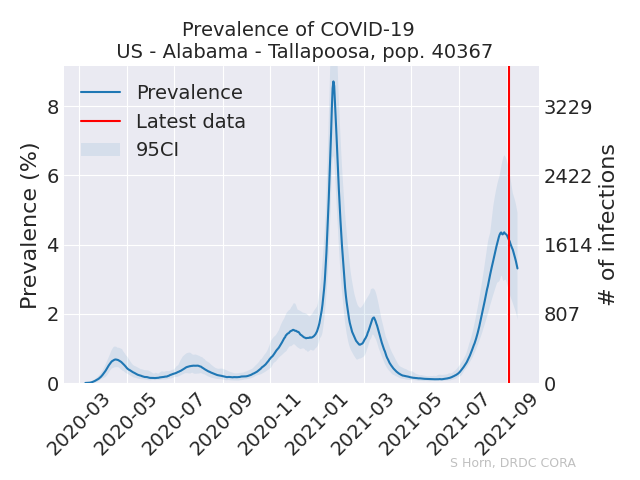 Prevalence of COVID-19
US - Alabama - Tallapoosa, pop. 40367
Prevalence
Latest data
95CI
Prevalence (%)
8
6
4
2
0
3229
2422
1614
807
0
# of infections
2020-03
2020-05
2020-07
2020-09
2020-11
2021-01
2021-03
2021-05
2021-07
2021-09
S Horn, DRDC CORA